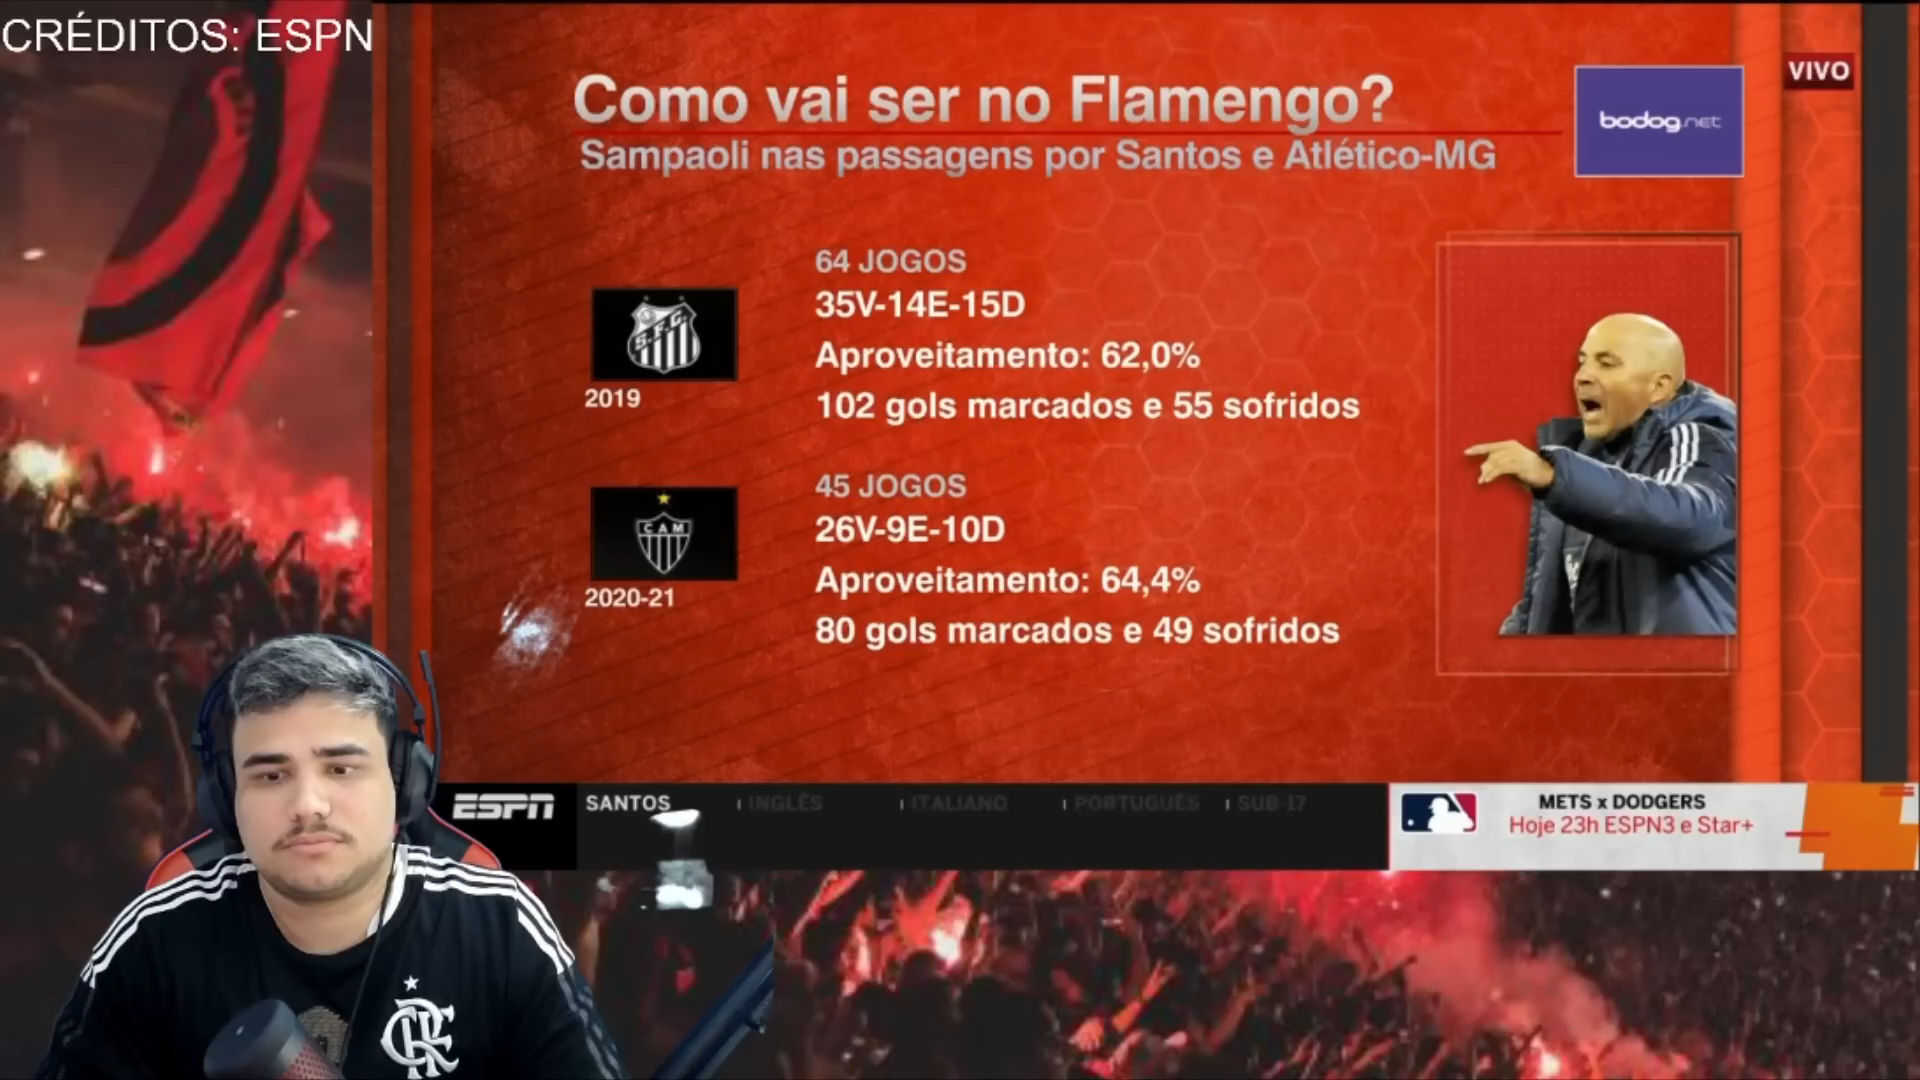 CRÉDITOS: ESPN
VIVO
Como vai ser no Flamengo?
bodog.net
Sampaoli nas passagens por Santos e Atlético-MG
64 JOGOS
35V-14E-15D
S.F.C.
Aproveitamento: 62,0%
2019
102 gols marcados e 55 sofridos
45 JOGOS
26V-9E-10D
CAM
Aproveitamento: 64,4%
2020-21
80 gols marcados e 49 sofridos
ESPN
SANTOS
INGLÊS
ITALIANO
PORTUGUÊS
SUB-17
METS x DODGERS
Hoje 23h ESPN3 e Star+
CRF